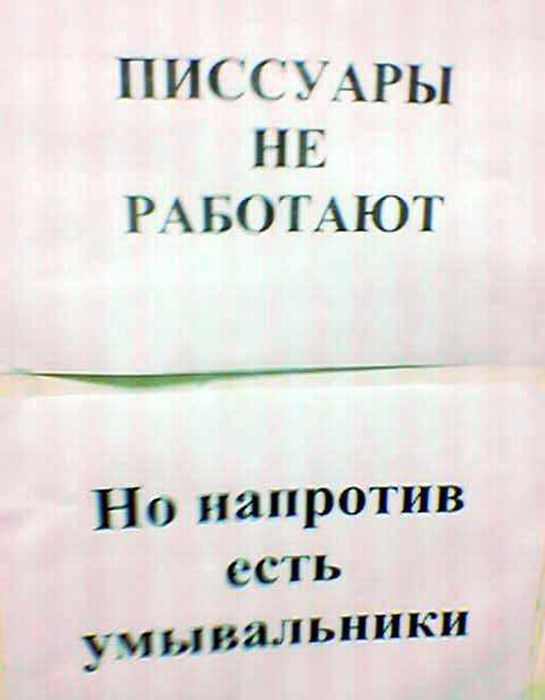 ПИССУАРЫ
НЕ
РАБОТАЮТ
Но напротив
есть
умывальники